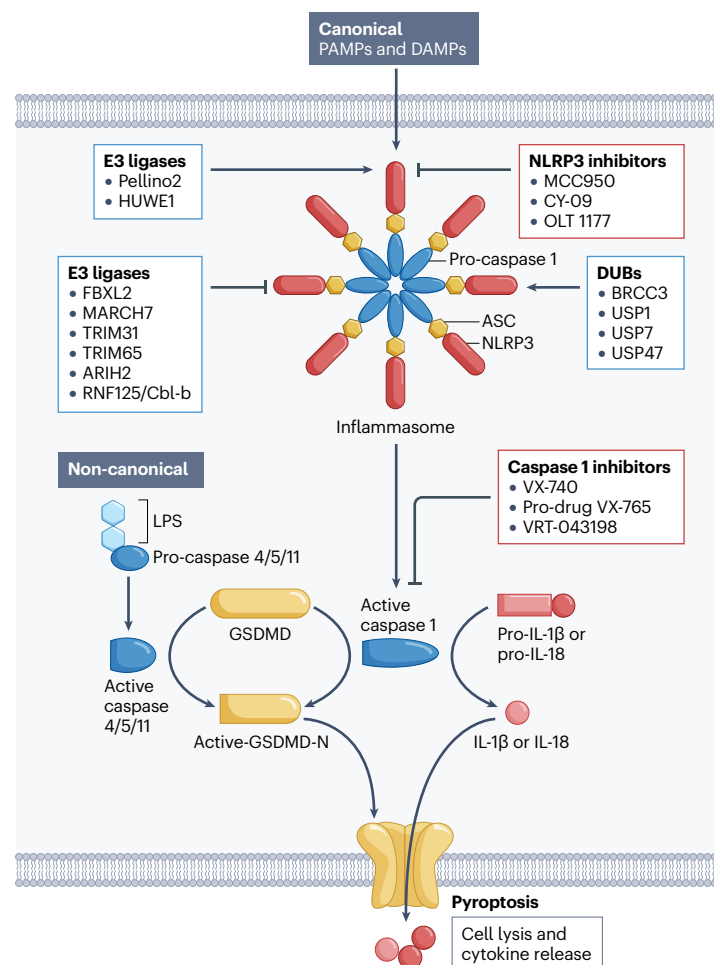 Canonical
PAMPs and DAMPs
E3 ligases
• Pellino2
• HUWE1
NLRP3 inhibitors
• MCC950
• CY-09
• OLT 1177
E3 ligases
• FBXL2
• MARCH7
• TRIM31
• TRIM65
• ARIH2
• RNF125/Cbl-b
Pro-caspase 1
DUBs
• BRCC3
• USP1
• USP7
• USP47
ASC
NLRP3
Inflammasome
Non-canonical
LPS
Pro-caspase 4/5/11
Caspase 1 inhibitors
• VX-740
• Pro-drug VX-765
• VRT-043198
GSDMD
Active
caspase 1
Pro-IL-1β or
pro-IL-18
Active
caspase
4/5/11
Active-GSDMD-N
IL-1β or IL-18
Pyroptosis
Cell lysis and
cytokine release